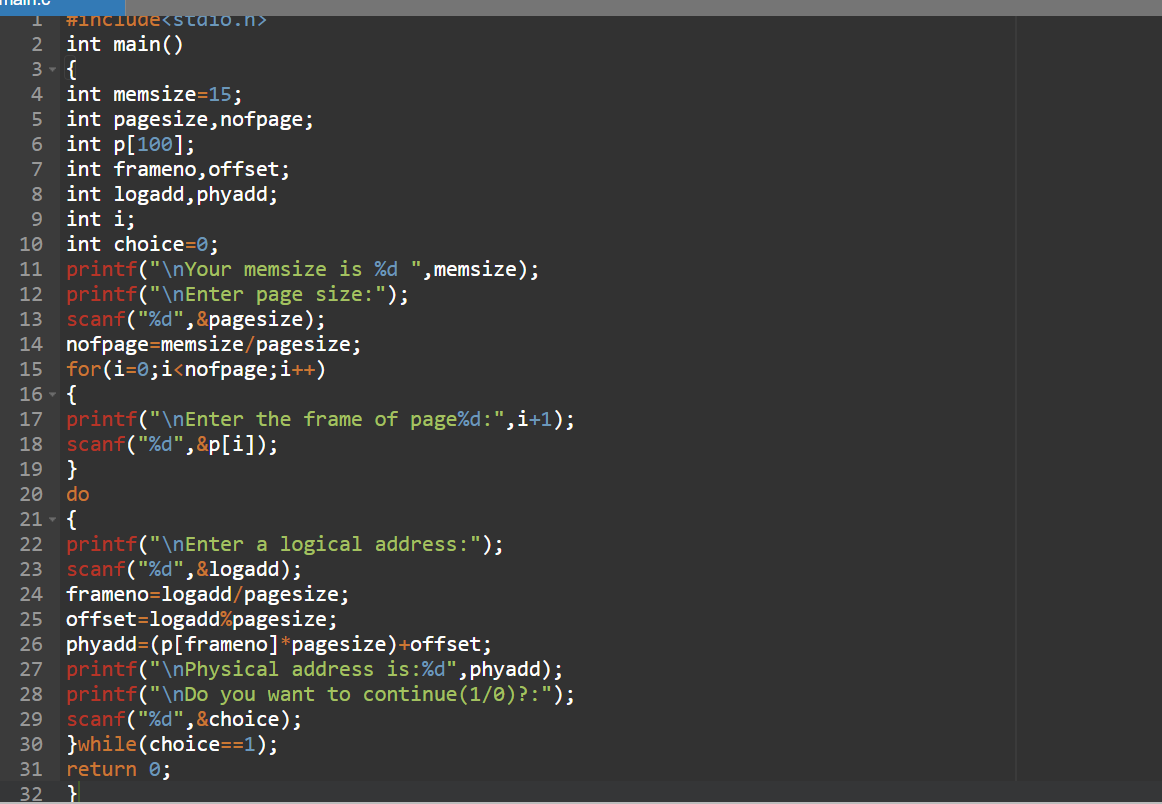 main.c
1 #include<stdio.h>
2 int main()
3 {
4 int memsize=15;
5 int pagesize,nofpage;
6 int p[100];
7 int frameno,offset;
8 int logadd,phyadd;
9 int i;
10 int choice=0;
11 printf("\nYour memsize is %d ",memsize);
12 printf("\nEnter page size:");
13 scanf("%d",&pagesize);
14 nofpage=memsize/pagesize;
15 for(i=0;i<nofpage;i++)
16 {
17 printf("\nEnter the frame of page%d:",i+1);
18 scanf("%d",&p[i]);
19 }
20 do
21 {
22 printf("\nEnter a logical address:");
23 scanf("%d",&logadd);
24 frameno=logadd/pagesize;
25 offset=logadd%pagesize;
26 phyadd=(p[frameno]*pagesize)+offset;
27 printf("\nPhysical address is:%d",phyadd);
28 printf("\nDo you want to continue(1/0)?:");
29 scanf("%d",&choice);
30 }while(choice==1);
31 return 0;
32 }